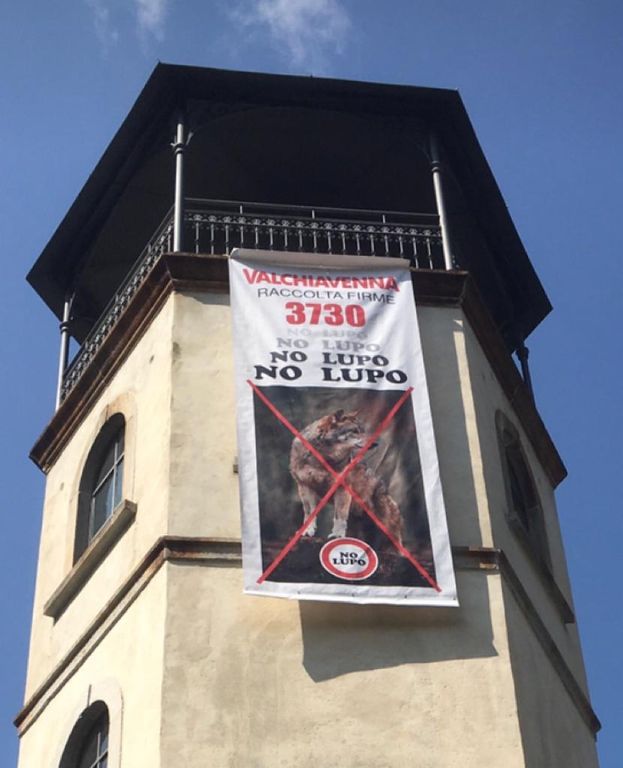 VALCHIAVENNA
RACCOLTA FIRME
3730
NO LUPO
NO LUPO
NO LUPO
NO LUPO
NO
LUPO